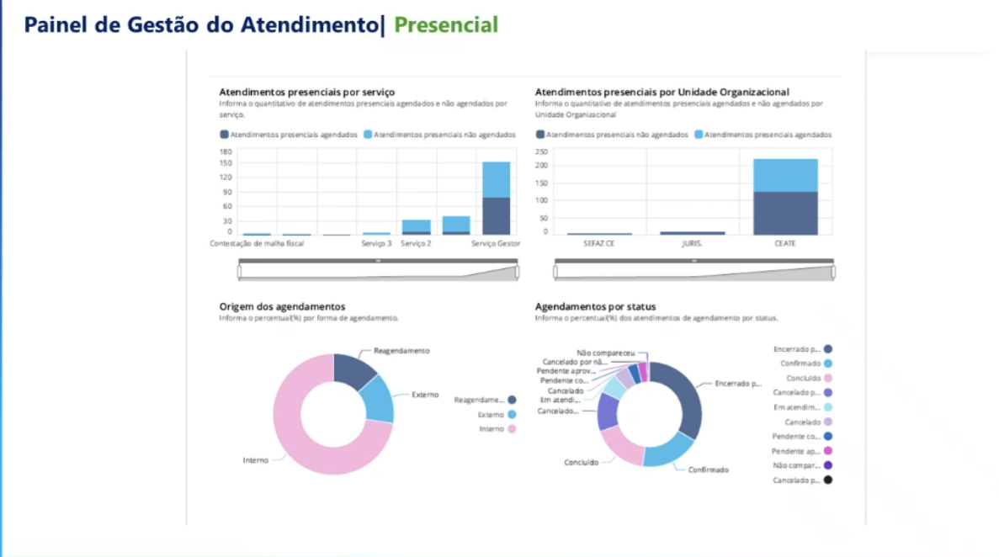 Painel de Gestão do Atendimento| Presencial
Atendimentos presenciais por serviço
Informa o quantitativo de atendimentos presenciais agendados e não agendados por
serviço.
Atendimentos presenciais agendados Atendimentos presenciais não agendados
180
150
120
90
60
30
0
Contestação de malha fiscal Serviço 3 Serviço 2 Serviço Gestor
Atendimentos presenciais por Unidade Organizacional
Informa o quantitativo de atendimentos presenciais agendados e não agendados por
Unidade Organizacional
Atendimentos presenciais não agendados Atendimentos presenciais agendados
250
200
150
100
50
0
SEFAZ CE JURIS. CEATE
Origem dos agendamentos
Informa o percentual(%) por forma de agendamento.
Reagendamento
Externo
Interno
Reagendame...
Externo
Interno
Agendamentos por status
Informa o percentual(%) dos atendimentos de agendamento por status.
Não compareceu
Cancelado por nã...
Pendente aprov...
Pendente co...
Cancelado
Em atendi...
Cancelado...
Concluído
Confirmado
Encerrado p...
Encerrado p...
Confirmado
Concluído
Cancelado p...
Em atendim...
Cancelado
Pendente co...
Pendente ap...
Não compar...
Cancelado p...